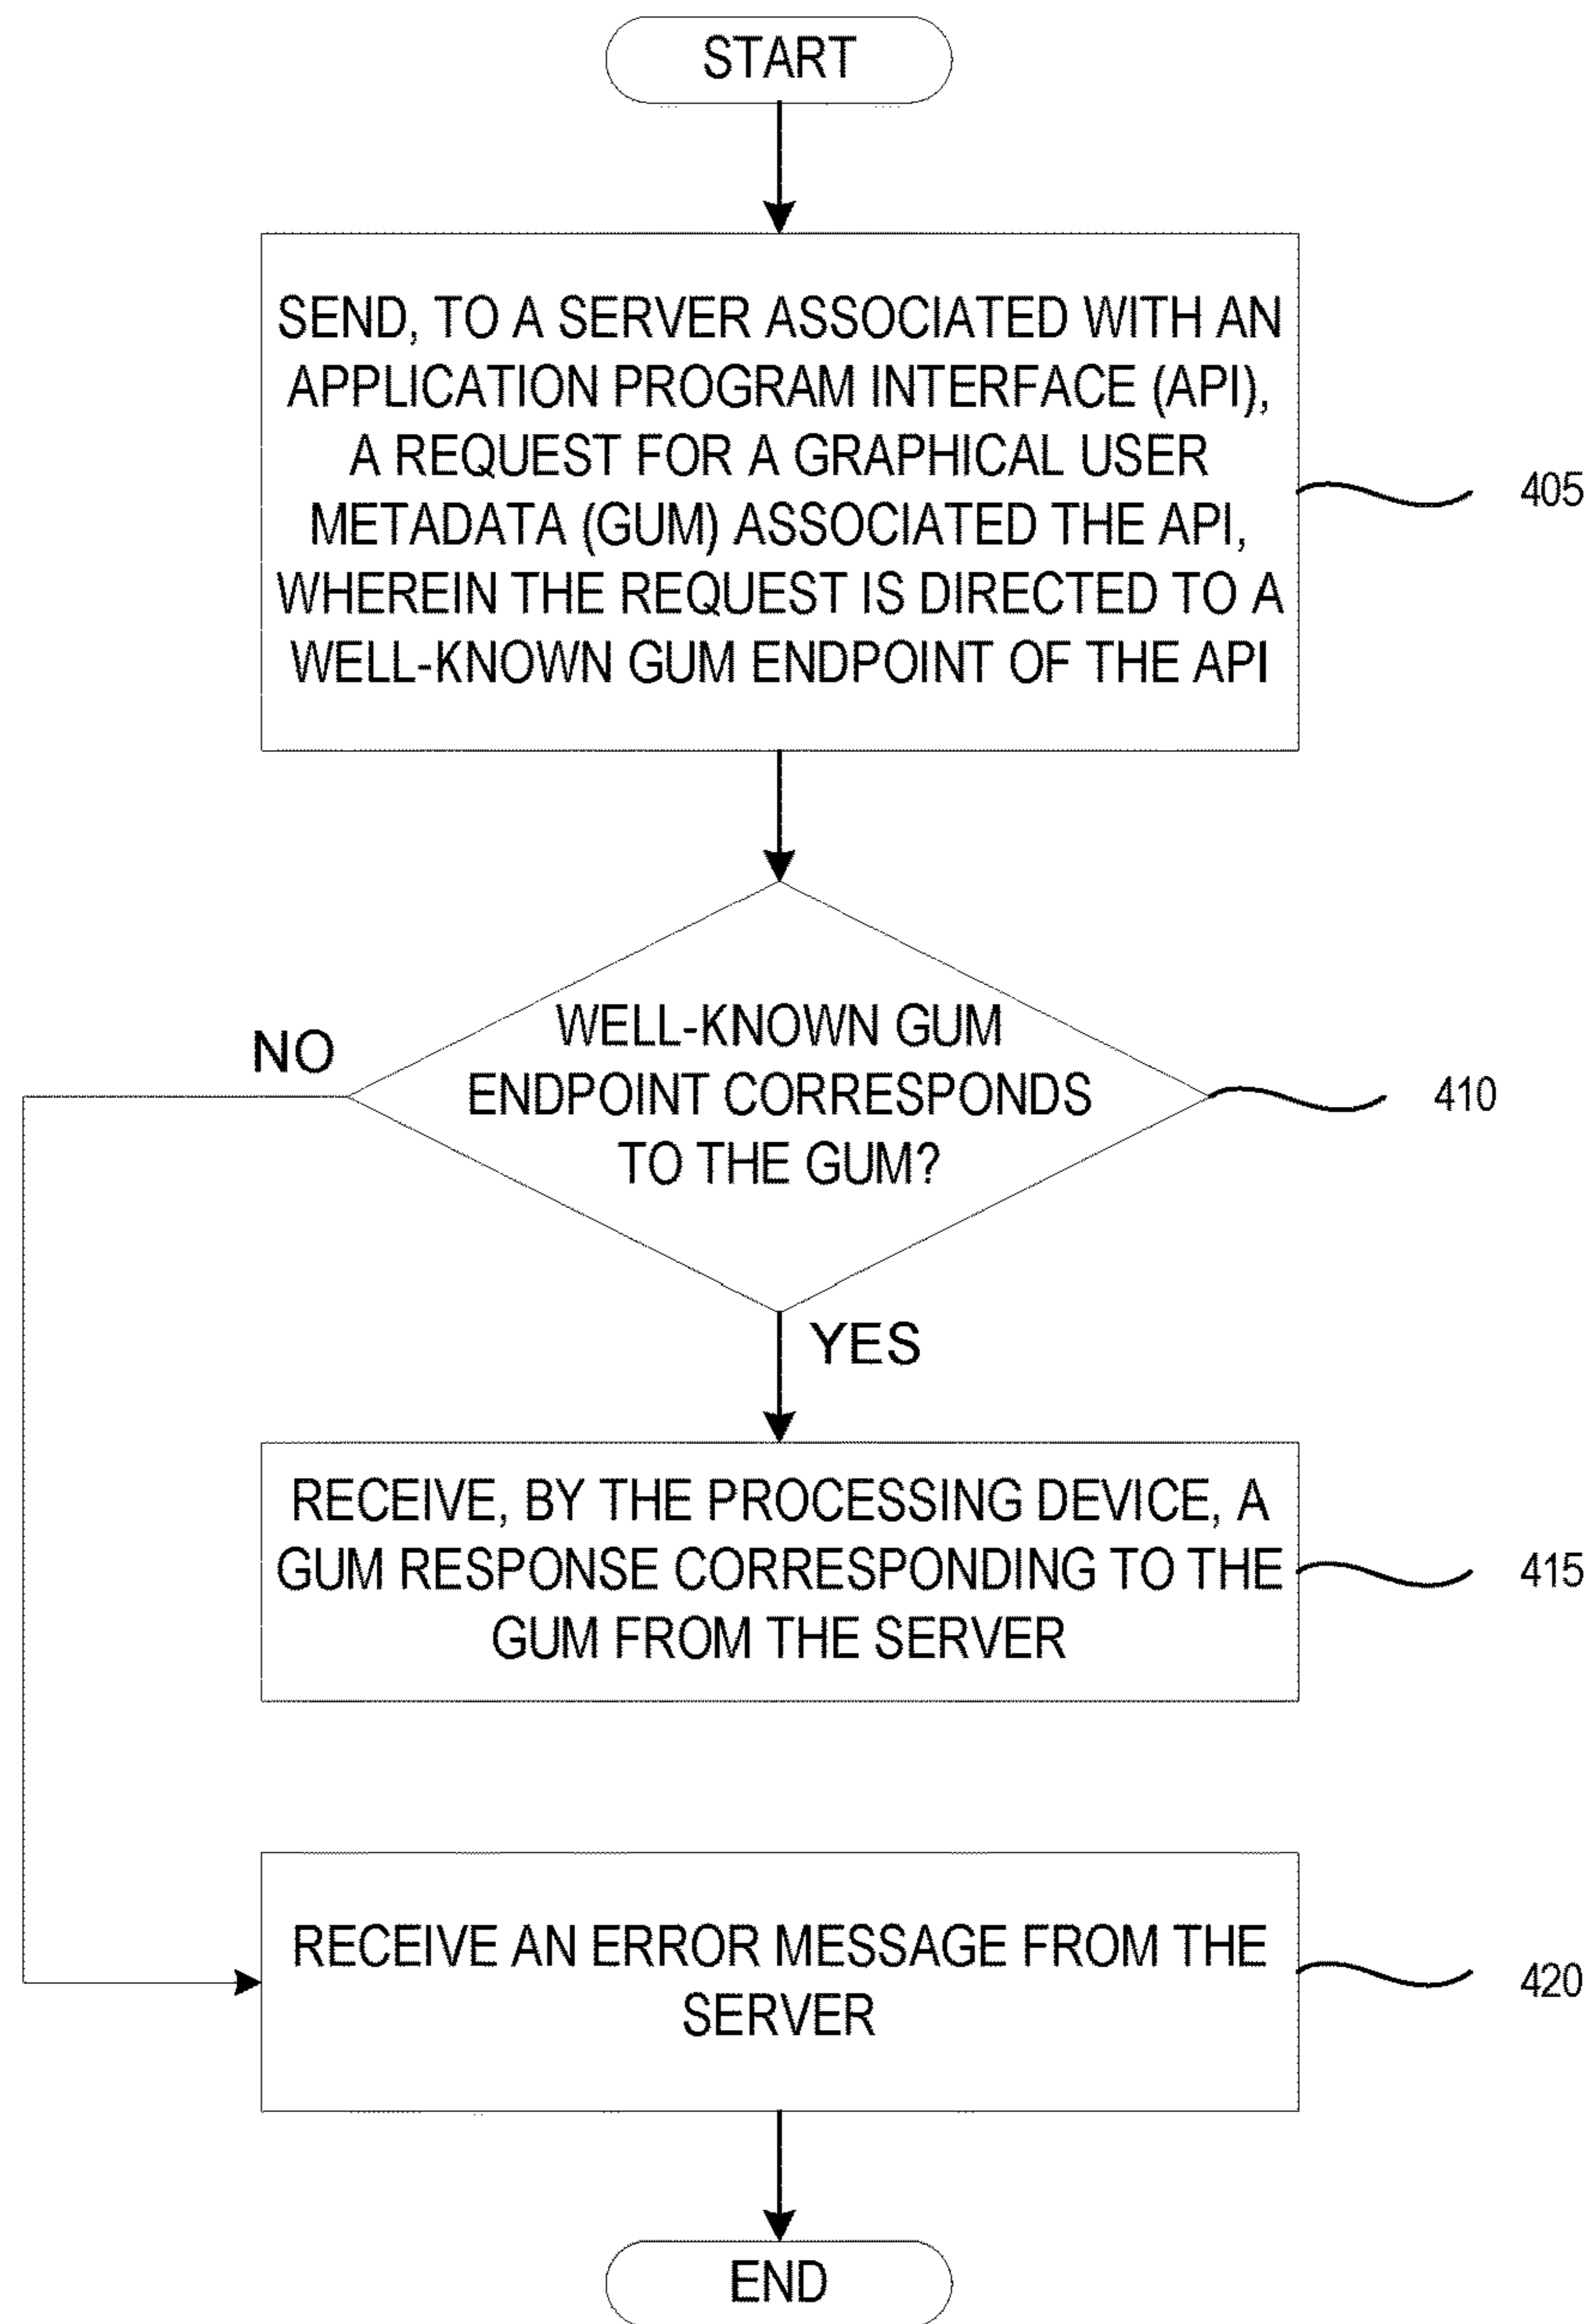 START
SEND, TO A SERVER ASSOCIATED WITH AN
APPLICATION PROGRAM INTERFACE (API),
A REQUEST FOR A GRAPHICAL USER
METADATA (GUM) ASSOCIATED THE API,
WHEREIN THE REQUEST IS DIRECTED TO A
WELL-KNOWN GUM ENDPOINT OF THE API
405
WELL-KNOWN GUM
ENDPOINT CORRESPONDS
TO THE GUM?
410
NO
YES
RECEIVE, BY THE PROCESSING DEVICE, A
GUM RESPONSE CORRESPONDING TO THE
GUM FROM THE SERVER
415
RECEIVE AN ERROR MESSAGE FROM THE
SERVER
420
END